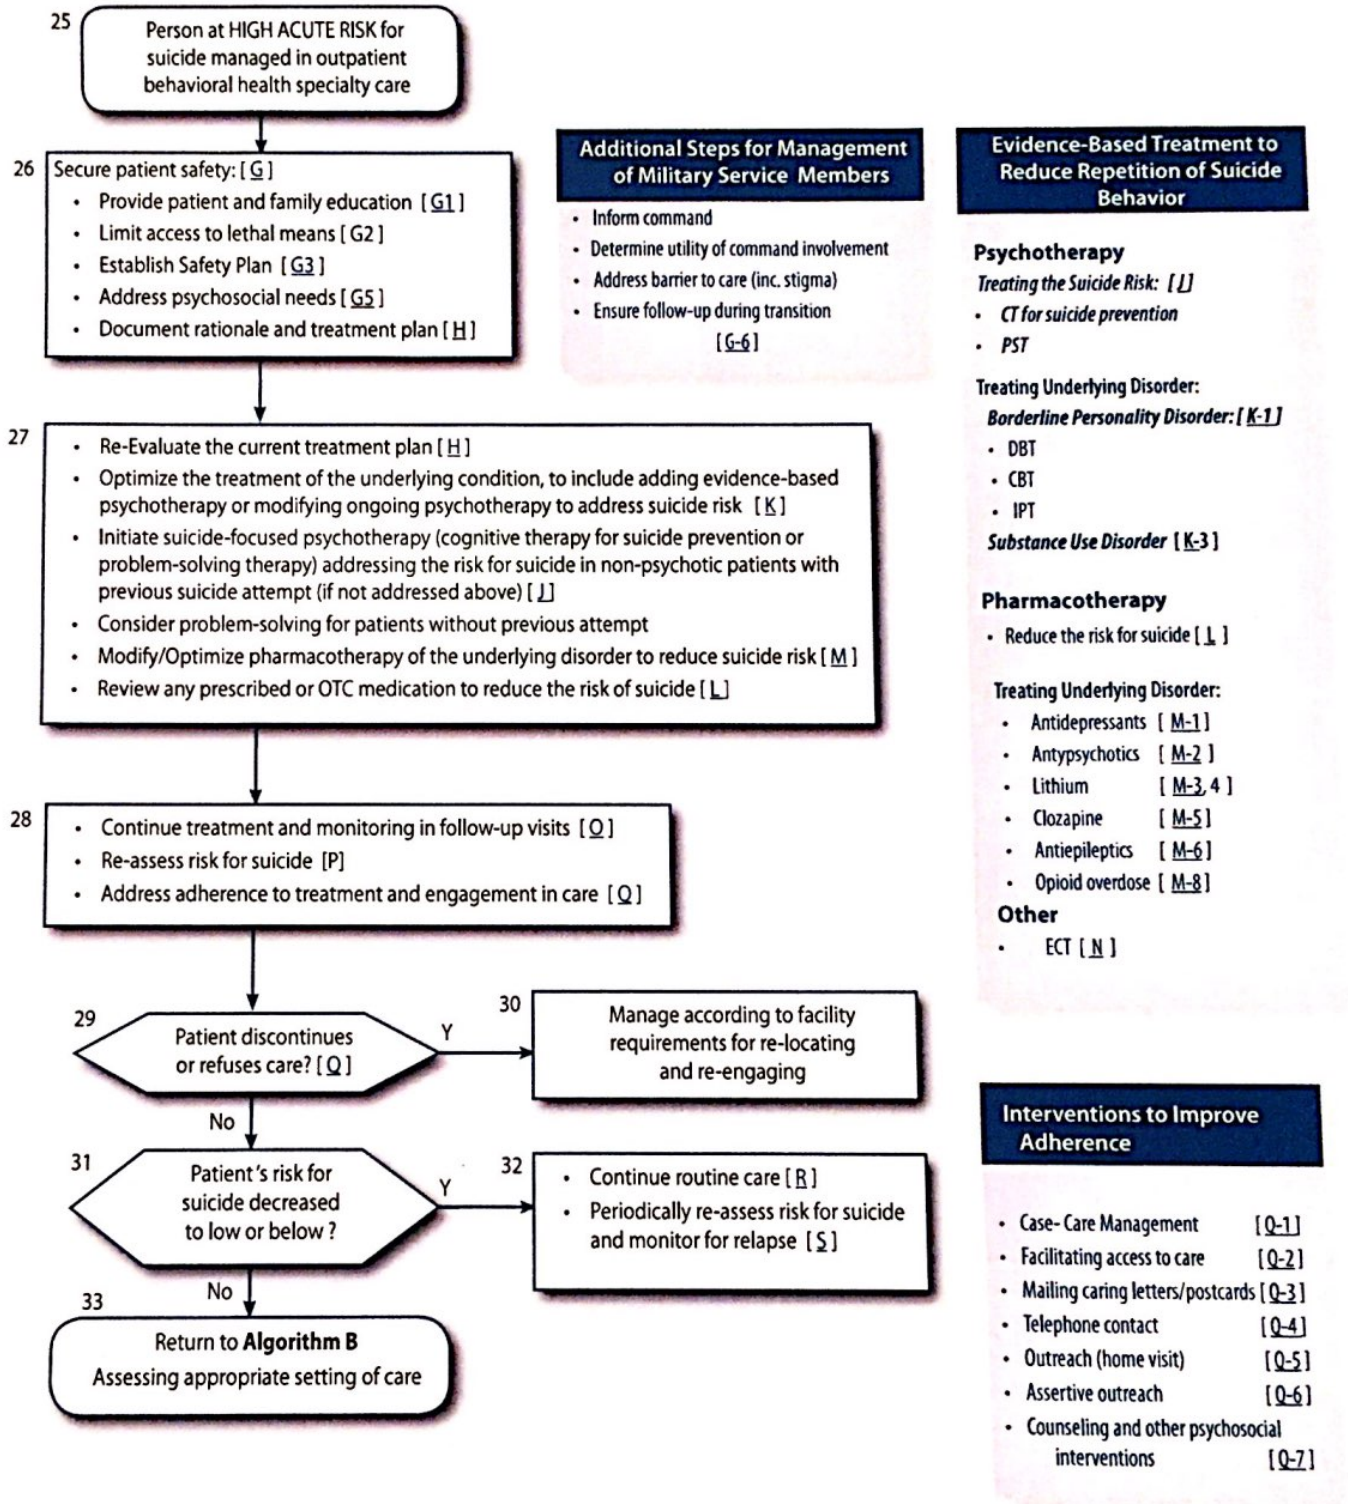 25
Person at HIGH ACUTE RISK for
suicide managed in outpatient
behavioral health specialty care
26
Secure patient safety: [ G ]
• Provide patient and family education [ G1 ]
• Limit access to lethal means [ G2 ]
• Establish Safety Plan [ G3 ]
• Address psychosocial needs [ G5 ]
• Document rationale and treatment plan [ H ]
27
• Re-Evaluate the current treatment plan [ H ]
• Optimize the treatment of the underlying condition, to include adding evidence-based
psychotherapy or modifying ongoing psychotherapy to address suicide risk [ K ]
• Initiate suicide-focused psychotherapy (cognitive therapy for suicide prevention or
problem-solving therapy) addressing the risk for suicide in non-psychotic patients with
previous suicide attempt (if not addressed above) [ J ]
• Consider problem-solving for patients without previous attempt
• Modify/Optimize pharmacotherapy of the underlying disorder to reduce suicide risk [ M ]
• Review any prescribed or OTC medication to reduce the risk of suicide [ L ]
28
• Continue treatment and monitoring in follow-up visits [ O ]
• Re-assess risk for suicide [P]
• Address adherence to treatment and engagement in care [ Q ]
29
Patient discontinues
or refuses care? [ Q ]
Y
No
30
Manage according to facility
requirements for re-locating
and re-engaging
31
Patient's risk for
suicide decreased
to low or below ?
Y
No
32
• Continue routine care [ R ]
• Periodically re-assess risk for suicide
and monitor for relapse [ S ]
33
Return to Algorithm B
Assessing appropriate setting of care
Additional Steps for Management
of Military Service Members
• Inform command
• Determine utility of command involvement
• Address barrier to care (inc. stigma)
• Ensure follow-up during transition
[ G-6 ]
Evidence-Based Treatment to
Reduce Repetition of Suicide
Behavior
Psychotherapy
Treating the Suicide Risk: [ J ]
• CT for suicide prevention
• PST
Treating Underlying Disorder:
Borderline Personality Disorder: [ K-1 ]
• DBT
• CBT
• IPT
Substance Use Disorder [ K-3 ]
Pharmacotherapy
• Reduce the risk for suicide [ L ]
Treating Underlying Disorder:
• Antidepressants [ M-1 ]
• Antypsychotics [ M-2 ]
• Lithium [ M-3, 4 ]
• Clozapine [ M-5 ]
• Antiepileptics [ M-6 ]
• Opioid overdose [ M-8 ]
Other
• ECT [ N ]
Interventions to Improve
Adherence
• Case- Care Management [ Q-1 ]
• Facilitating access to care [ Q-2 ]
• Mailing caring letters/postcards [ Q-3 ]
• Telephone contact [ Q-4 ]
• Outreach (home visit) [ Q-5 ]
• Assertive outreach [ Q-6 ]
• Counseling and other psychosocial
interventions [ Q-7 ]